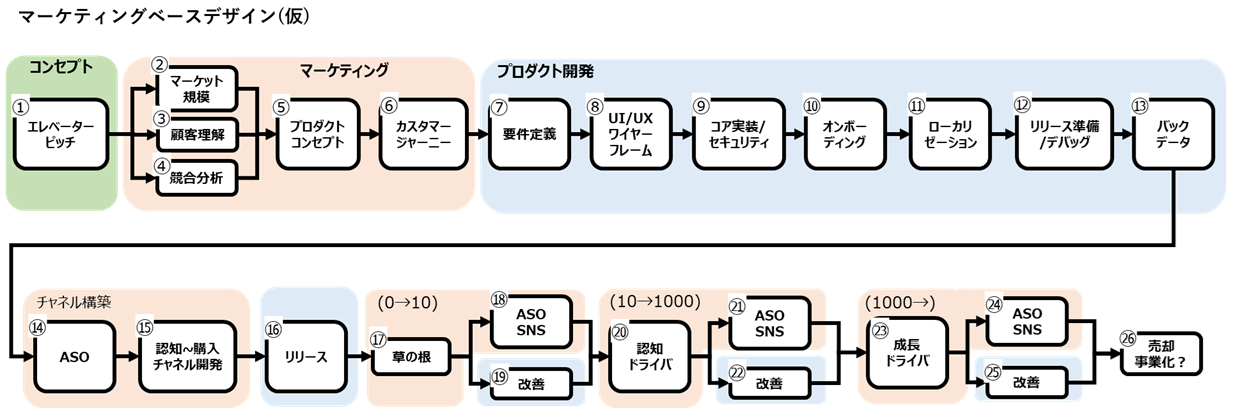 マーケティングベースデザイン(仮)
コンセプト
①
エレベーター
ピッチ
マーケティング
②
マーケット
規模
③
顧客理解
④
競合分析
⑤
プロダクト
コンセプト
⑥
カスタマー
ジャーニー
プロダクト開発
⑦
要件定義
⑧
UI/UX
ワイヤー
フレーム
⑨
コア実装/
セキュリティ
⑩
オンボー
ディング
⑪
ローカリ
ゼーション
⑫
リリース準備
/デバッグ
⑬
バック
データ
チャネル構築
⑭
ASO
⑮
認知~購入
チャネル開発
⑯
リリース
(0→10)
⑰
草の根
⑱
ASO
SNS
⑲
改善
(10→1000)
⑳
認知
ドライバ
㉑
ASO
SNS
㉒
改善
(1000→)
㉓
成長
ドライバ
㉔
ASO
SNS
㉕
改善
㉖
売却
事業化？